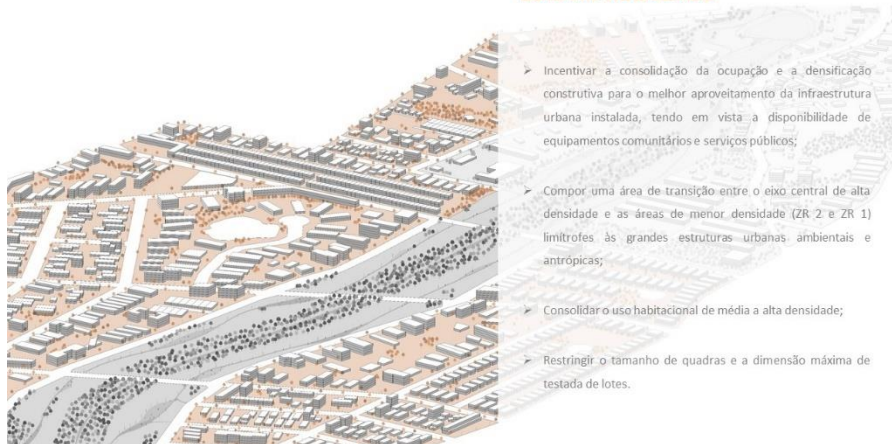 ➢ Incentivar a consolidação da ocupação e a densificação
construtiva para o melhor aproveitamento da infraestrutura
urbana instalada, tendo em vista a disponibilidade de
equipamentos comunitários e serviços públicos;
➢ Compor uma área de transição entre o eixo central de alta
densidade e as áreas de menor densidade (ZR 2 e ZR 1)
limítrofes às grandes estruturas urbanas ambientais e
antrópicas;
➢ Consolidar o uso habitacional de média a alta densidade;
➢ Restringir o tamanho de quadras e a dimensão máxima de
testada de lotes.